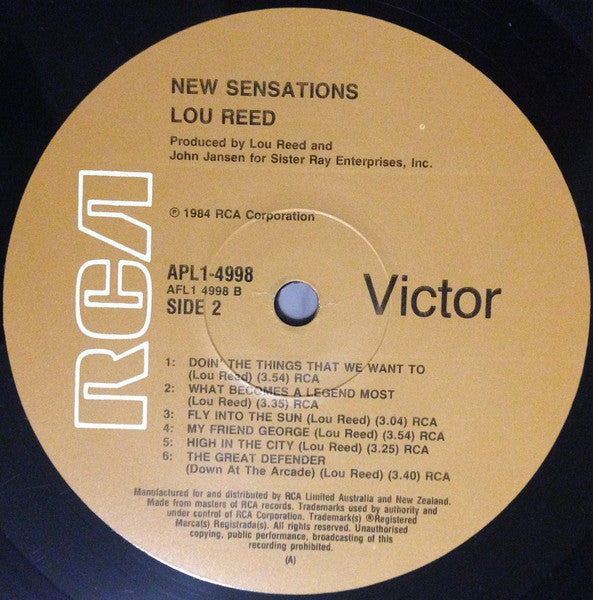 NEW SENSATIONS
LOU REED
Produced by Lou Reed and
John Jansen for Sister Ray Enterprises, Inc.
RCA
℗ 1984 RCA Corporation
APL1-4998
AFL1 4998 B
SIDE 2
Victor
1: DOIN' THE THINGS THAT WE WANT TO
(Lou Reed) (3.54) RCA
2: WHAT BECOMES A LEGEND MOST
(Lou Reed) (3.35) RCA
3: FLY INTO THE SUN (Lou Reed) (3.04) RCA
4: MY FRIEND GEORGE (Lou Reed) (3.54) RCA
5: HIGH IN THE CITY (Lou Reed) (3.25) RCA
6: THE GREAT DEFENDER
(Down At The Arcade) (Lou Reed) (3.40) RCA
Manufactured for and distributed by RCA Limited Australia and New Zealand.
Made from masters of RCA records. Trademarks used by authority and
under control of RCA Corporation. Trademark(s) ®Registered
Marca(s) Registrada(s). All rights reserved. Unauthorised
copying, public performance, broadcasting of this
recording prohibited.
(A)